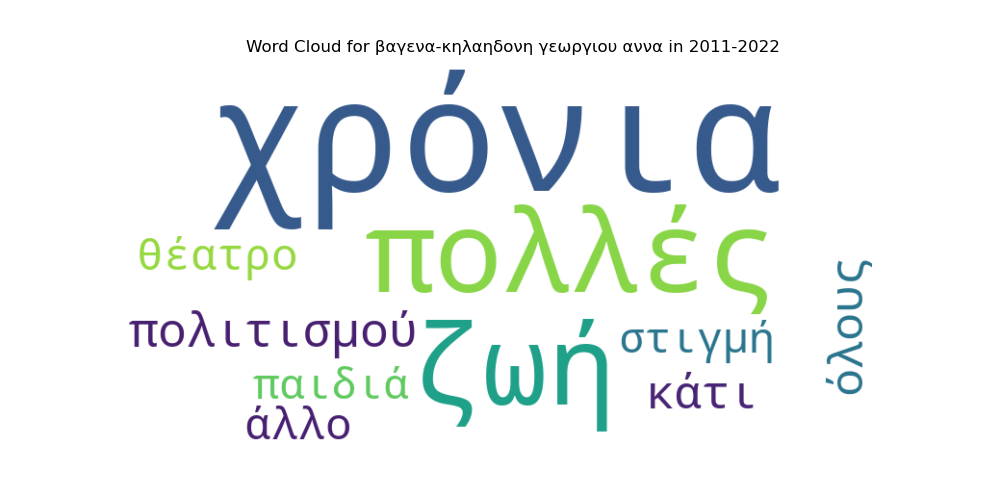 Word Cloud for βαγενα-κηλαηδονη γεωργιου αννα in 2011-2022
χρόνια
πολλές
θέατρο
όλους
πολιτισμού
ζωή
στιγμή
παιδιά
κάτι
άλλο